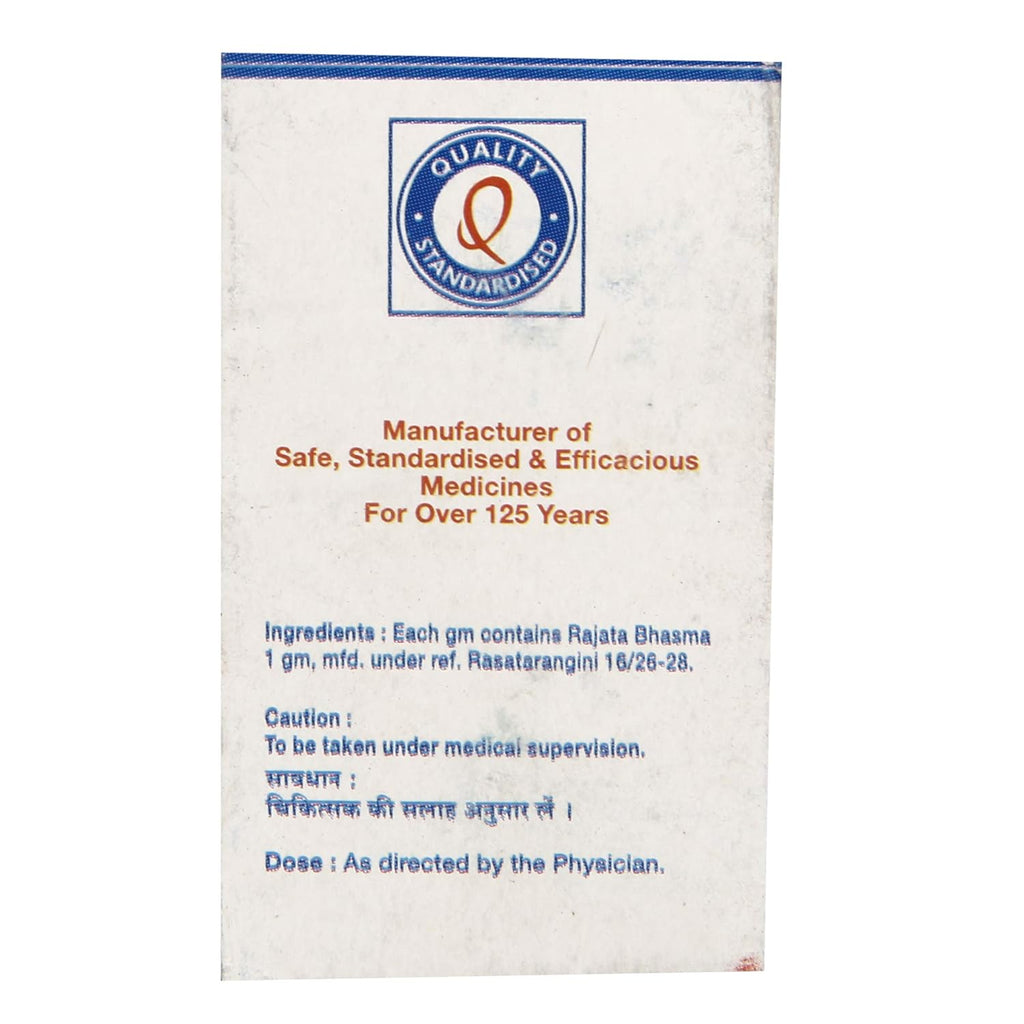 QUALITY
STANDARDISED
Manufacturer of
Safe, Standardised & Efficacious
Medicines
For Over 125 Years
Ingredients : Each gm contains Rajata Bhasma
1 gm, mfd. under ref. Rasatarangini 16/26-28.
Caution :
To be taken under medical supervision.
सावधान :
चिकित्सक की सलाह अनुसार लें ।
Dose : As directed by the Physician.